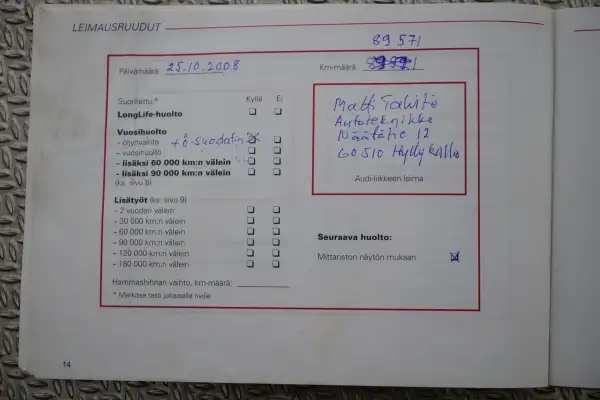 LEIMAUSRUUDUT
89 571
Päivämäärä: 25.10.2008
Km-määrä:
Suoritettu:* Kyllä Ei
LongLife-huolto
Vuosihuolto
- öljynvaihto + ö-suodatin
- vuosihuolto
- lisäksi 60 000 km:n välein
- lisäksi 90 000 km:n välein
(ks. sivu 8)
Lisätyöt (ks. sivu 9)
- 2 vuoden välein
- 30 000 km:n välein
- 60 000 km:n välein
- 90 000 km:n välein
- 120 000 km:n välein
- 180 000 km:n välein
Hammashihnan vaihto, km-määrä:
* Merkitse rasti jokaiselle riville
Matti
Autotekniikka
Näätätie 12
60510 Hyllykallio
Audi-liikkeen leima
Seuraava huolto:
Mittariston näytön mukaan
14